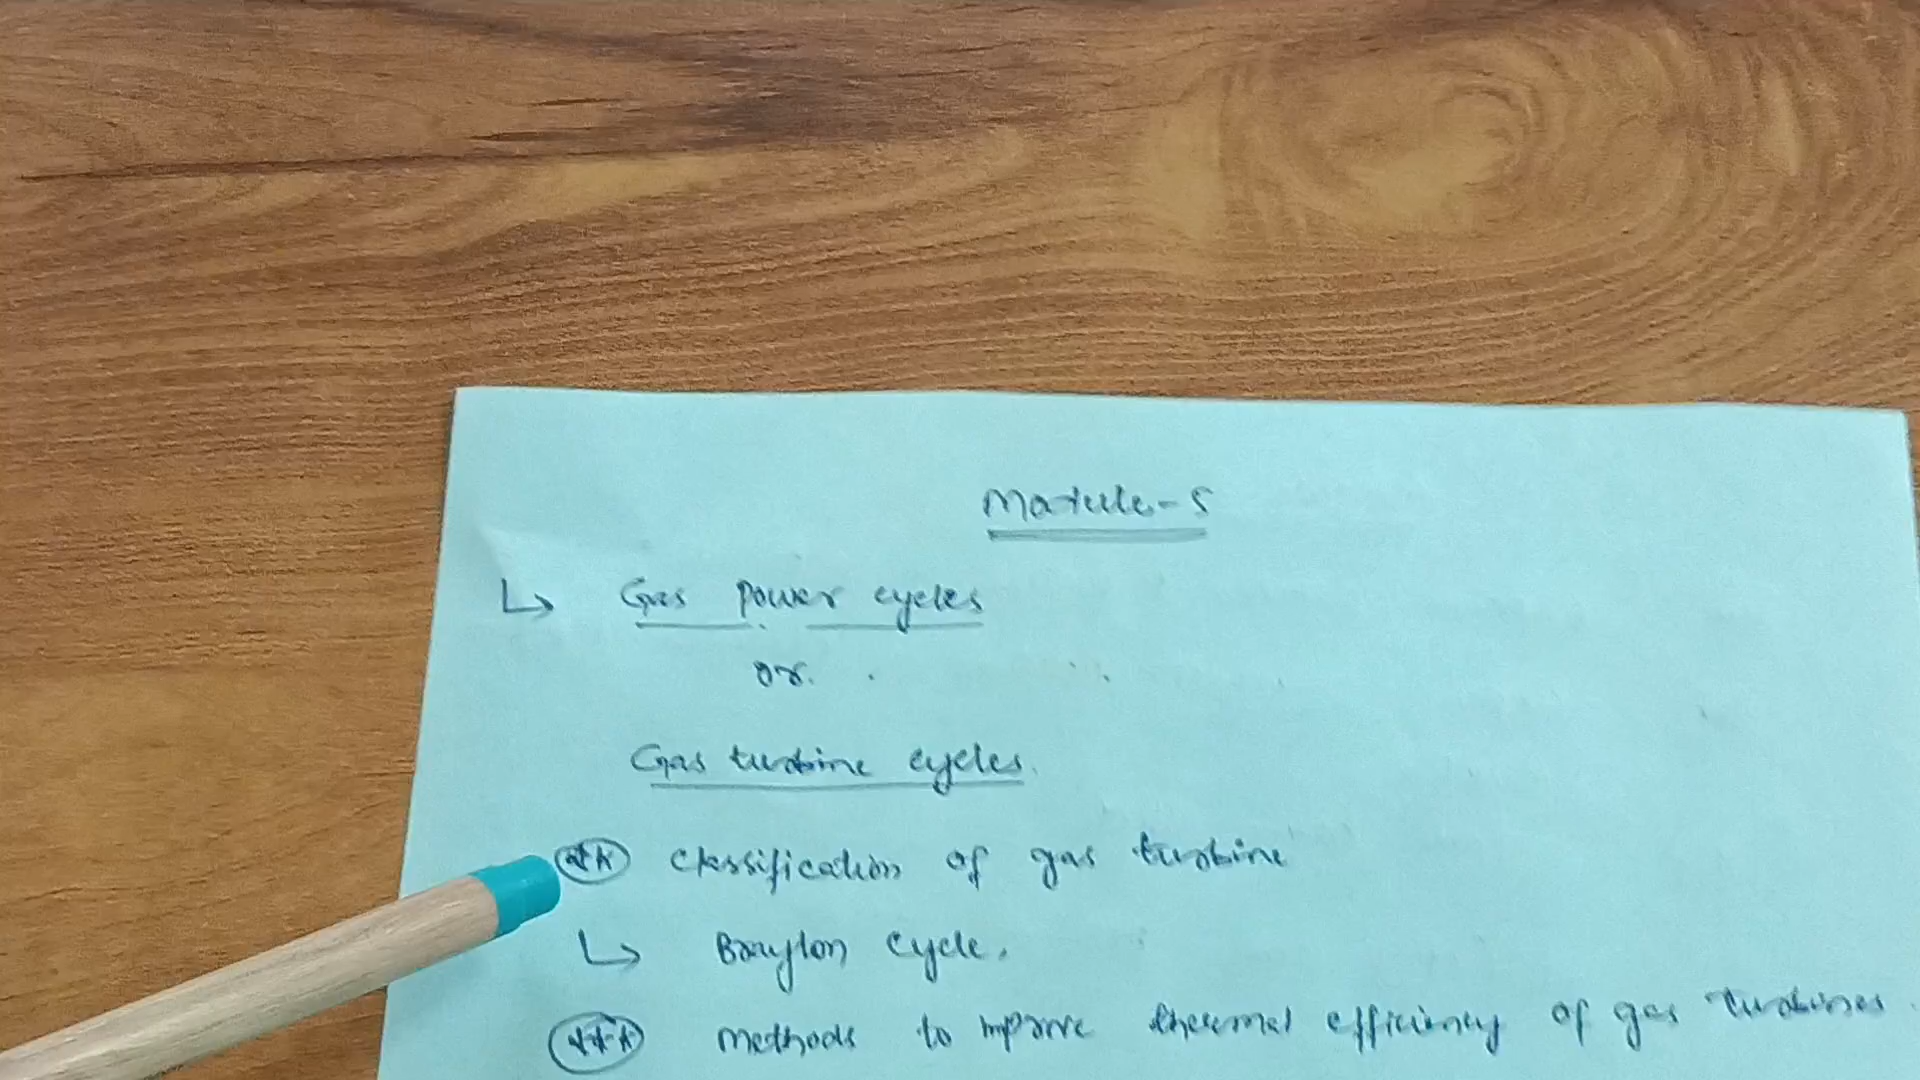 Module-5
↳ Gas power cycles
or
Gas turbine cycles.
** classification of gas turbine
↳ Brayton cycle.
*** methods to improve thermal efficiency of gas turbines.